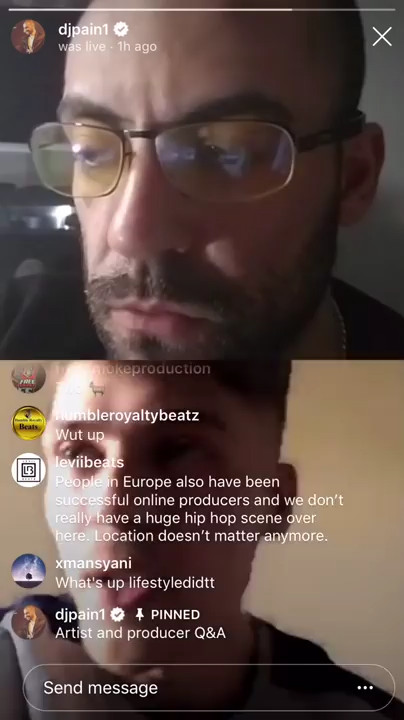 djpain1
was live · 1h ago
humbleroyaltybeatz
Wut up
leviibeats
People in Europe also have been
successful online producers and we don’t
really have a huge hip hop scene over
here. Location doesn’t matter anymore.
xmansyani
What's up lifestyledidtt
djpain1 PINNED
Artist and producer Q&A
Send message